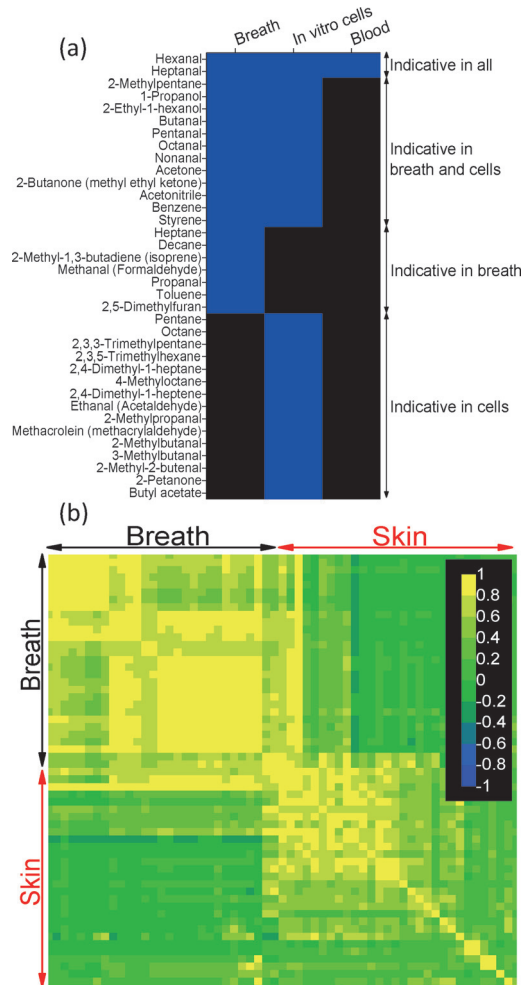 (a)
Breath
In vitro cells
Blood
Hexanal
Heptanal
2-Methylpentane
1-Propanol
2-Ethyl-1-hexanol
Butanal
Pentanal
Octanal
Nonanal
Acetone
2-Butanone (methyl ethyl ketone)
Acetonitrile
Benzene
Styrene
Heptane
Decane
2-Methyl-1,3-butadiene (isoprene)
Methanal (Formaldehyde)
Propanal
Toluene
2,5-Dimethylfuran
Pentane
Octane
2,3,3-Trimethylpentane
2,3,5-Trimethylhexane
2,4-Dimethyl-1-heptene
4-Methyloctane
2,4-Dimethyl-1-heptene
Ethanal (Acetaldehyde)
2-Methylpropanal
Methacrolein (methacrylaldehyde)
2-Methylbutanal
3-Methylbutanal
2-Methyl-2-butenal
2-Petanone
Butyl acetate
Indicative in all
Indicative in
breath and cells
Indicative in breath
Indicative in cells
(b)
Breath
Skin
Breath
Skin
1
0.8
0.6
0.4
0.2
0
-0.2
-0.4
-0.6
-0.8
-1